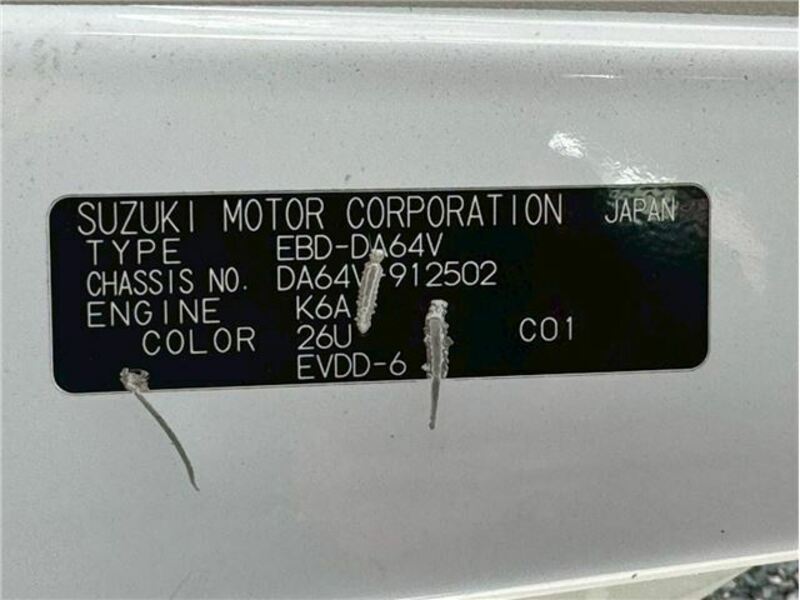 SUZUKI MOTOR CORPORATION JAPAN
TYPE EBD-DA64V
CHASSIS NO. DA64V-912502
ENGINE K6A
COLOR 26U C01
EVDD-6